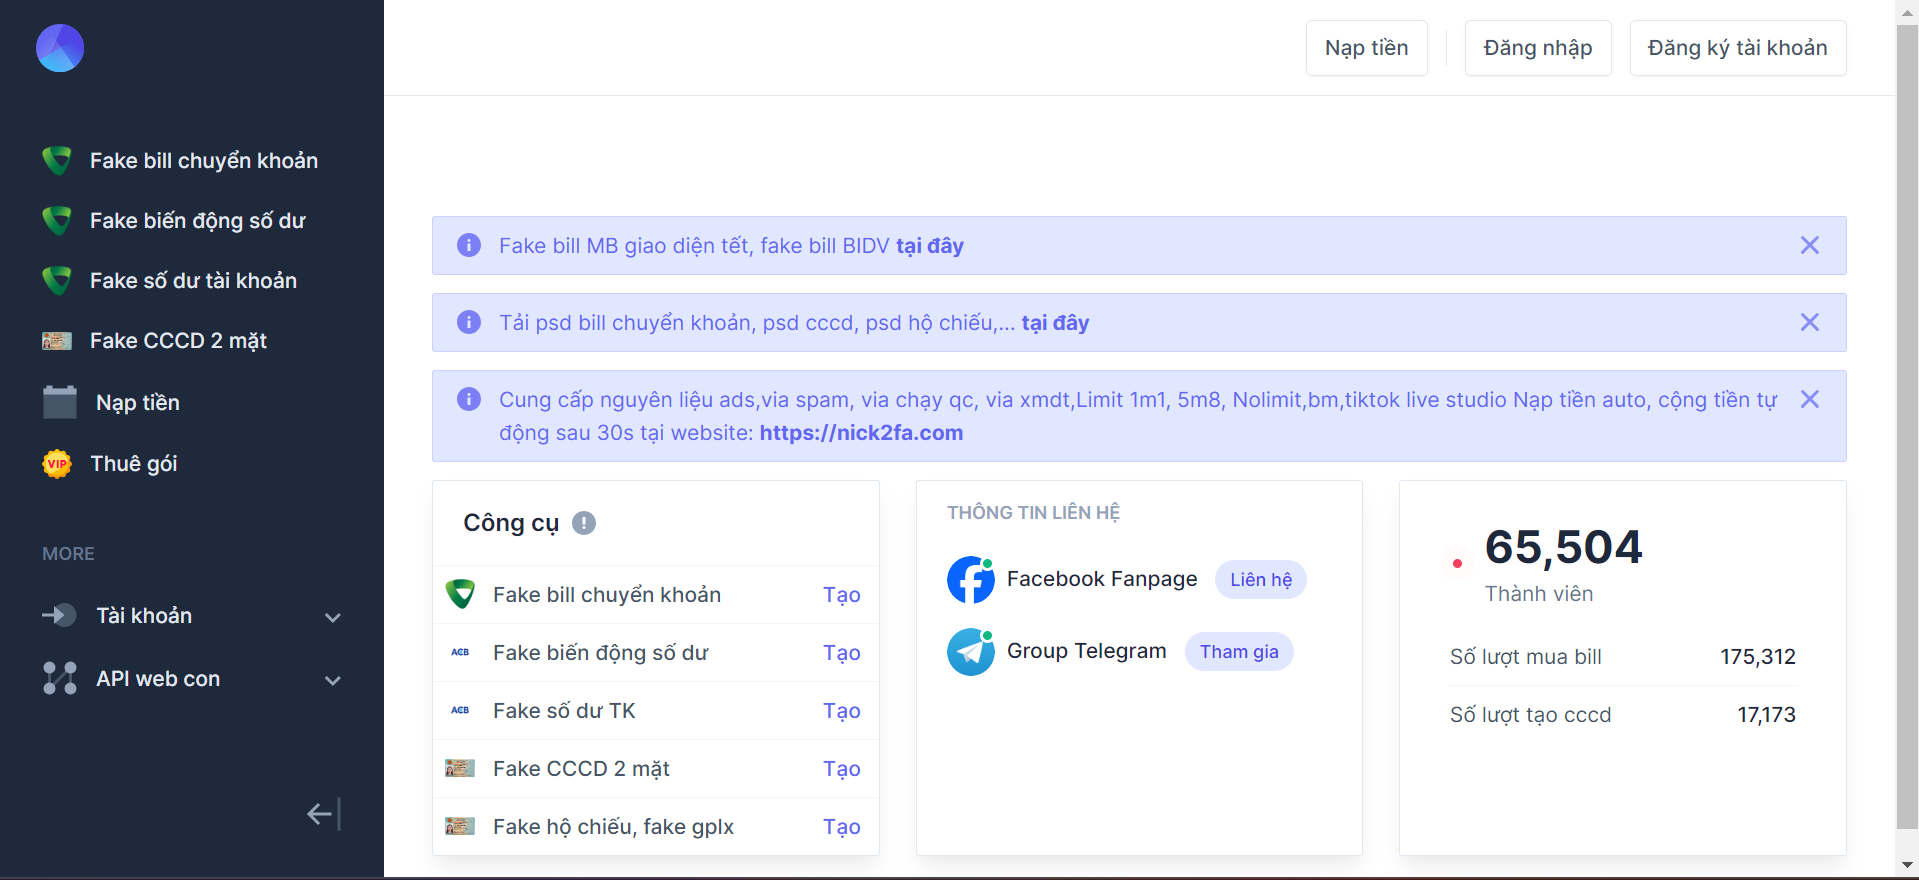 Nạp tiền
Đăng nhập
Đăng ký tài khoản
Fake bill chuyển khoản
Fake biến động số dư
Fake số dư tài khoản
Fake CCCD 2 mặt
Nạp tiền
VIP
Thuê gói
MORE
Tài khoản
API web con
Fake bill MB giao diện tết, fake bill BIDV tại đây
Tải psd bill chuyển khoản, psd cccd, psd hộ chiếu,... tại đây
Cung cấp nguyên liệu ads,via spam, via chạy qc, via xmdt,Limit 1m1, 5m8, Nolimit,bm,tiktok live studio Nạp tiền auto, cộng tiền tự
động sau 30s tại website: https://nick2fa.com
Công cụ
Fake bill chuyển khoản Tạo
ACB Fake biến động số dư Tạo
ACB Fake số dư TK Tạo
Fake CCCD 2 mặt Tạo
Fake hộ chiếu, fake gplx Tạo
THÔNG TIN LIÊN HỆ
Facebook Fanpage Liên hệ
Group Telegram Tham gia
65,504
Thành viên
Số lượt mua bill 175,312
Số lượt tạo cccd 17,173